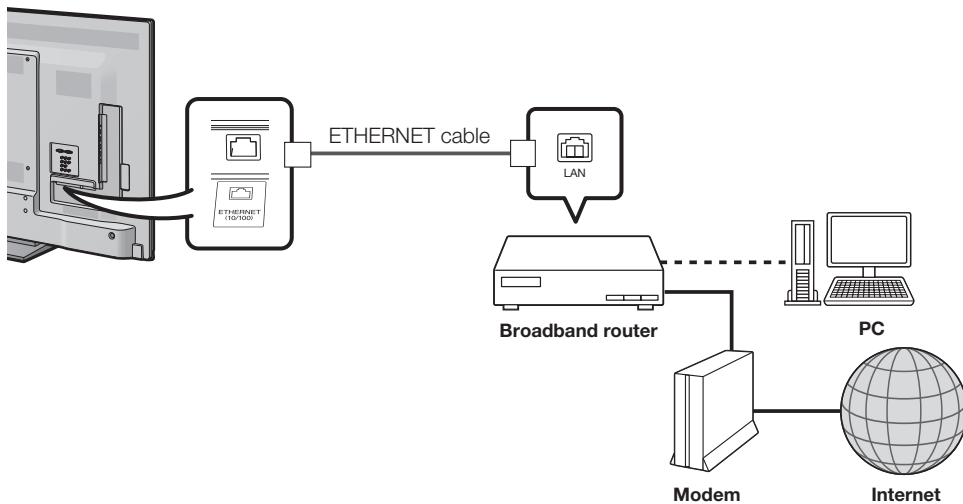 ETHERNET cable
ETHERNET
(10/100)
LAN
Broadband router
PC
Modem
Internet